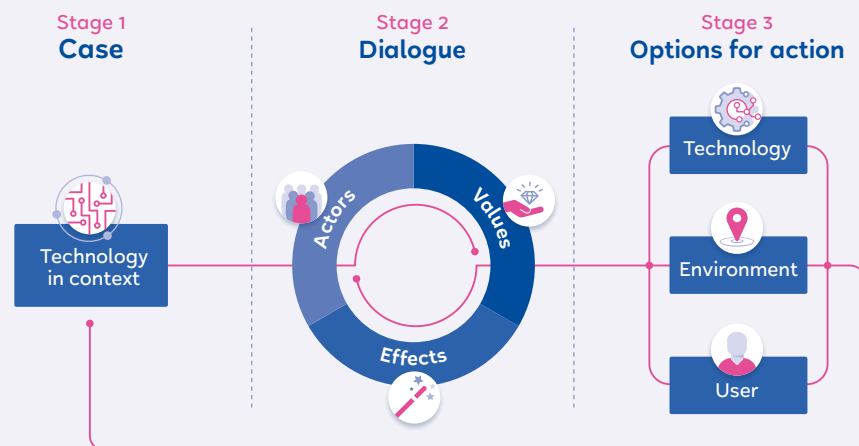 Stage 1
Case
Stage 2
Dialogue
Stage 3
Options for action
Technology
in context
Actors
Values
Effects
Technology
Environment
User